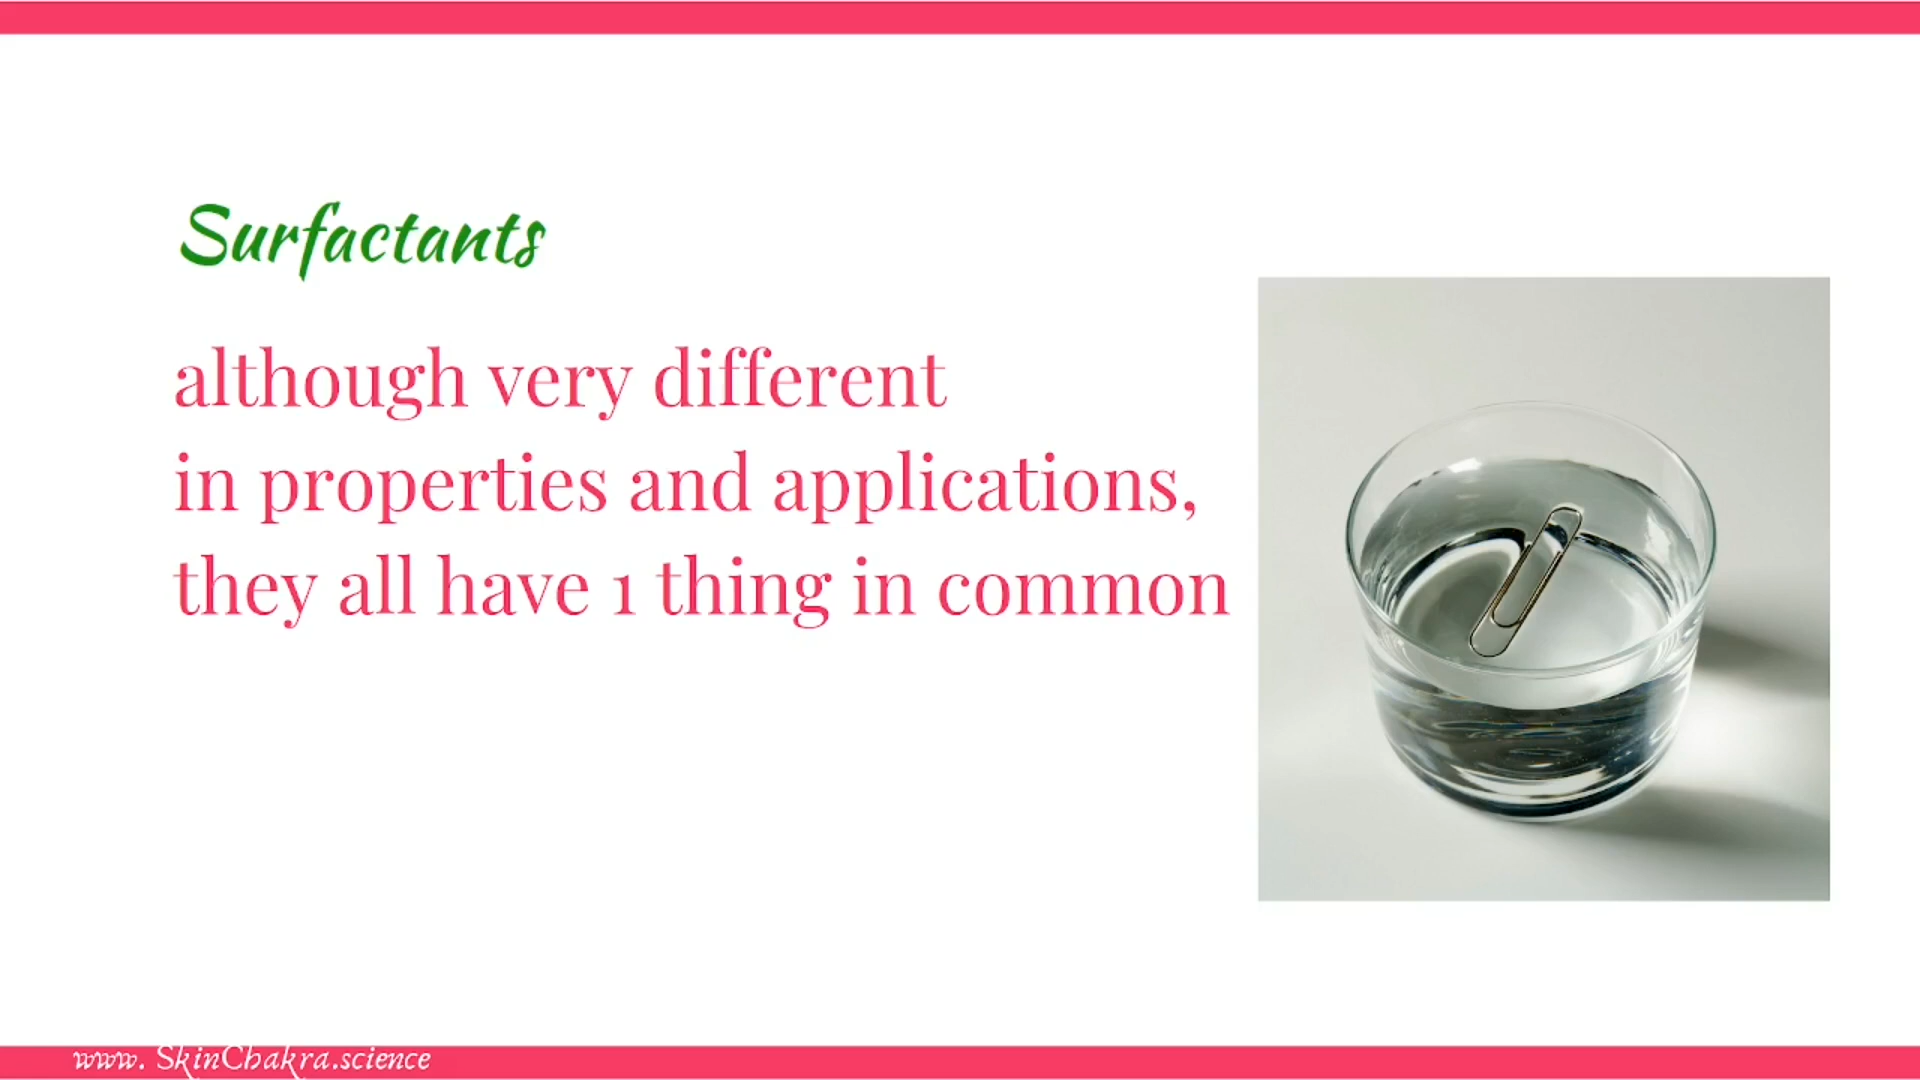 Surfactants
although very different
in properties and applications,
they all have 1 thing in common
www. SkinChakra.science